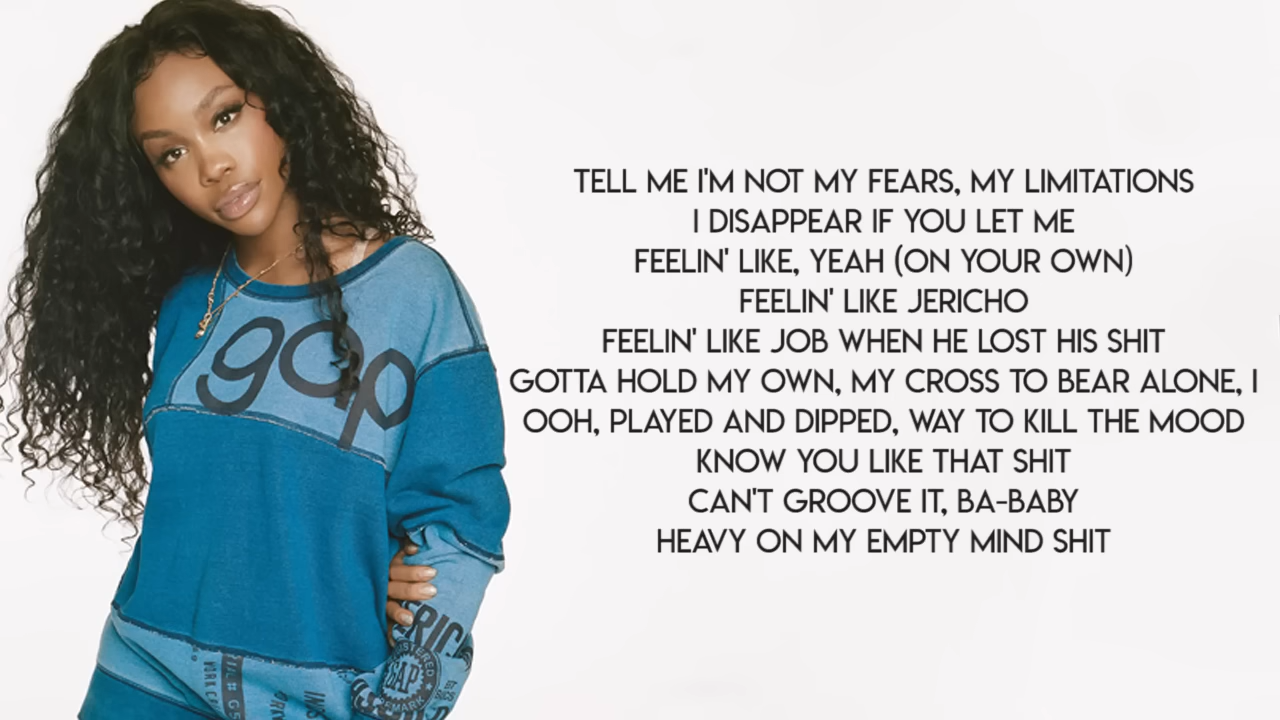 TELL ME I'M NOT MY FEARS, MY LIMITATIONS
I DISAPPEAR IF YOU LET ME
FEELIN' LIKE, YEAH (ON YOUR OWN)
FEELIN' LIKE JERICHO
FEELIN' LIKE JOB WHEN HE LOST HIS SHIT
GOTTA HOLD MY OWN, MY CROSS TO BEAR ALONE, I
OOH, PLAYED AND DIPPED, WAY TO KILL THE MOOD
KNOW YOU LIKE THAT SHIT
CAN'T GROOVE IT, BA-BABY
HEAVY ON MY EMPTY MIND SHIT
gap
GAP